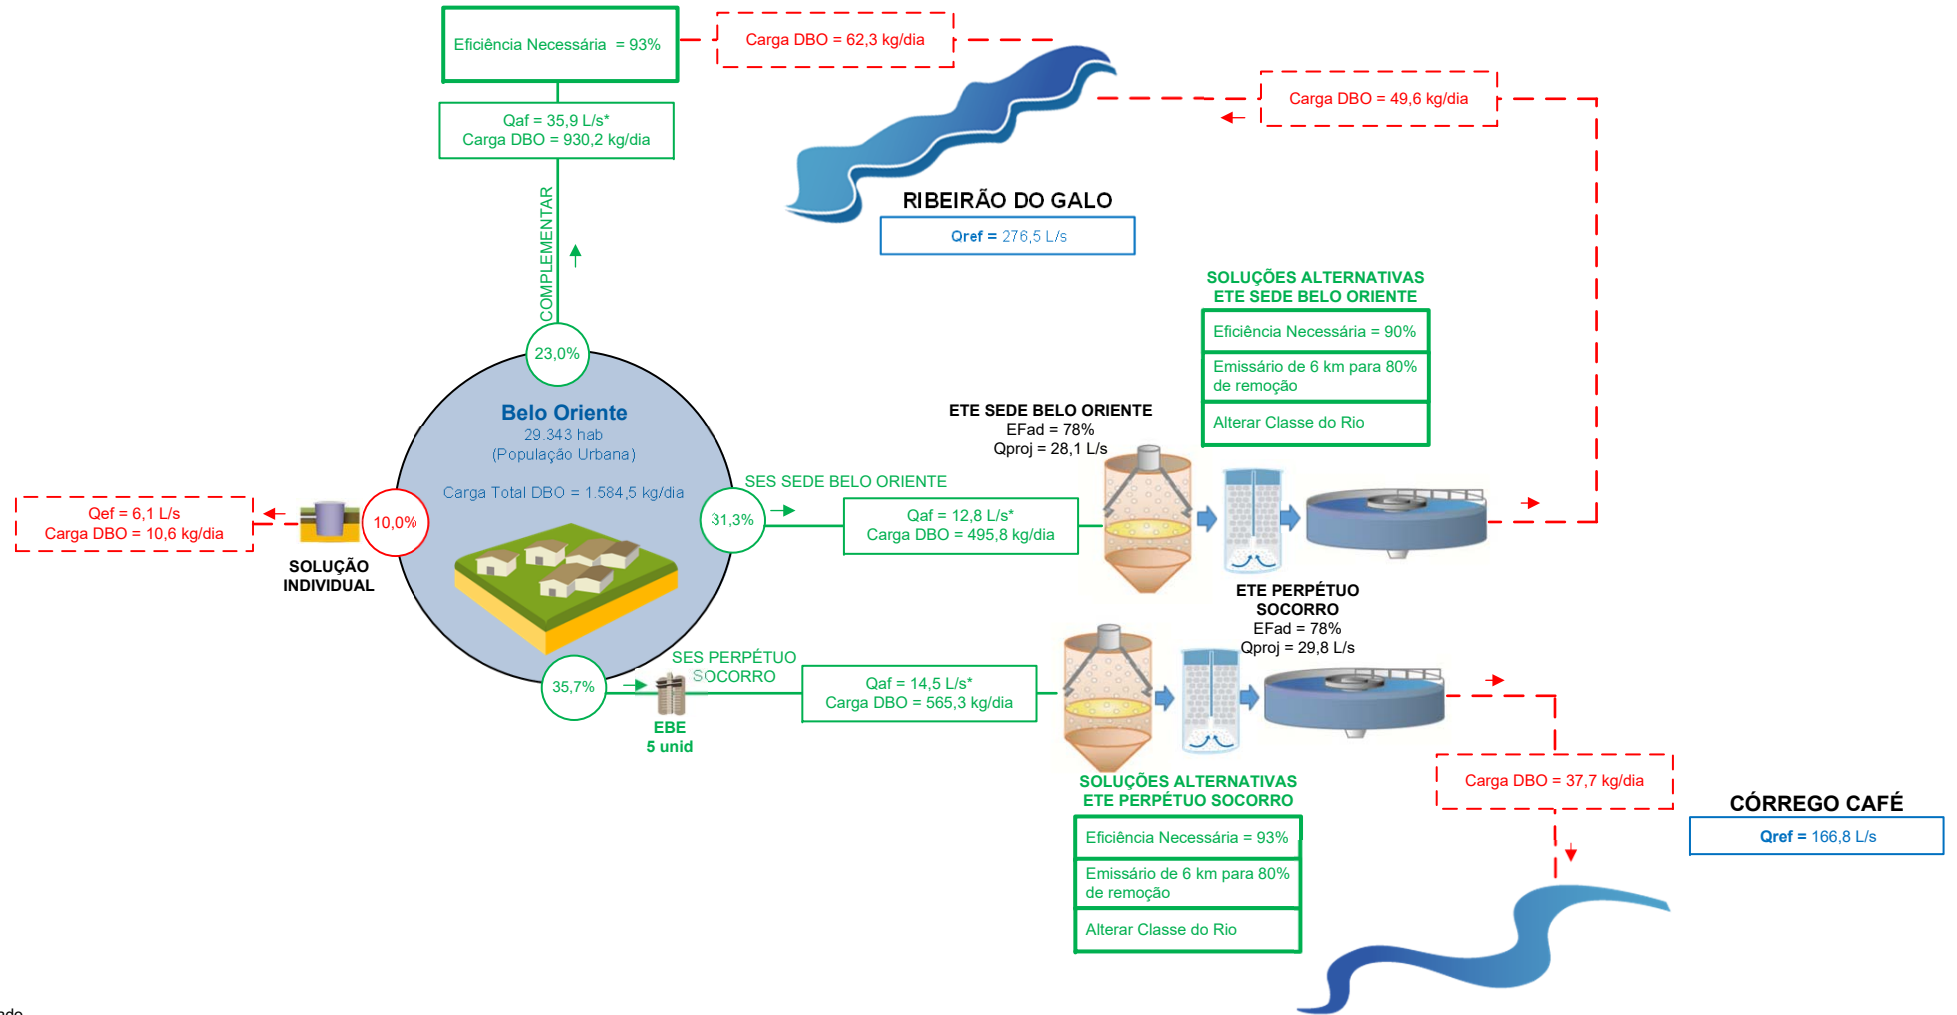 Eficiência Necessária = 93%
Carga DBO = 62,3 kg/dia
Carga DBO = 49,6 kg/dia
Qaf = 35,9 L/s*
Carga DBO = 930,2 kg/dia
RIBEIRÃO DO GALO
Qref = 276,5 L/s
COMPLEMENTAR
23,0%
SOLUÇÕES ALTERNATIVAS
ETE SEDE BELO ORIENTE
Eficiência Necessária = 90%
Emissário de 6 km para 80%
de remoção
Alterar Classe do Rio
Belo Oriente
29.343 hab
(População Urbana)
Carga Total DBO = 1.584,5 kg/dia
ETE SEDE BELO ORIENTE
EFad = 78%
Qproj = 28,1 L/s
SES SEDE BELO ORIENTE
31,3%
Qaf = 12,8 L/s*
Carga DBO = 495,8 kg/dia
Qef = 6,1 L/s
Carga DBO = 10,6 kg/dia
10,0%
SOLUÇÃO
INDIVIDUAL
ETE PERPÉTUO
SOCORRO
EFad = 78%
Qproj = 29,8 L/s
SES PERPÉTUO
SOCORRO
35,7%
EBE
5 unid
Qaf = 14,5 L/s*
Carga DBO = 565,3 kg/dia
SOLUÇÕES ALTERNATIVAS
ETE PERPÉTUO SOCORRO
Eficiência Necessária = 93%
Emissário de 6 km para 80%
de remoção
Alterar Classe do Rio
Carga DBO = 37,7 kg/dia
CÓRREGO CAFÉ
Qref = 166,8 L/s